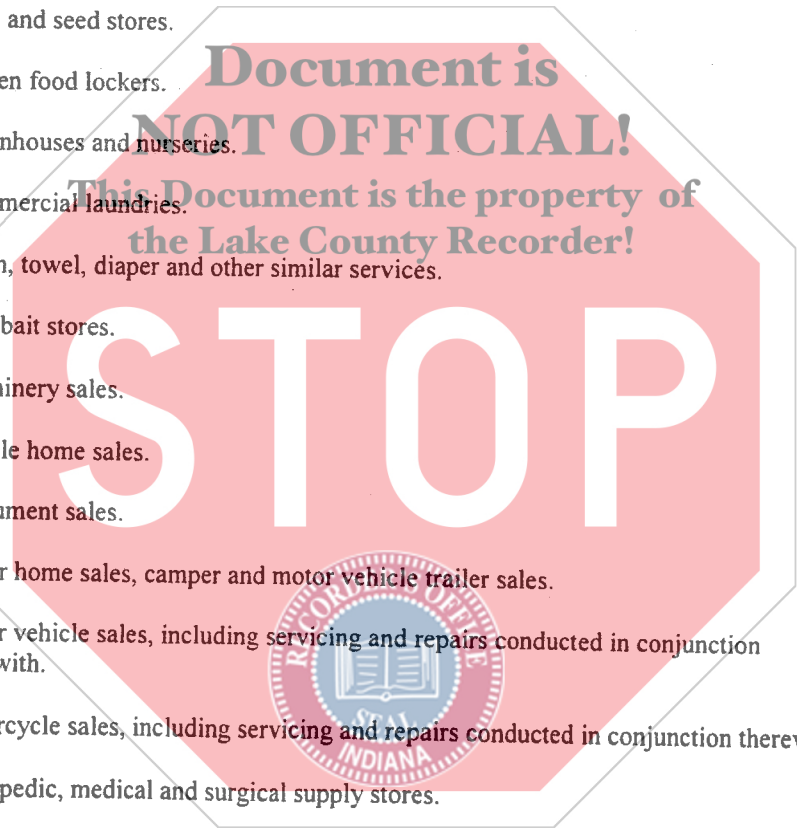 and seed stores.
Document is
en food lockers.
NOT OFFICIAL!
nhouses and nurseries.
This Document is the property of
mercial laundries.
the Lake County Recorder!
n, towel, diaper and other similar services.
bait stores.
STOP
inery sales.
le home sales.
ument sales.
r home sales, camper and motor vehicle trailer sales.
r vehicle sales, including servicing and repairs conducted in conjunction
with.
RECORDER'S OFFICE
SEAL
INDIANA
rcycle sales, including servicing and repairs conducted in conjunction therew
pedic, medical and surgical supply stores.